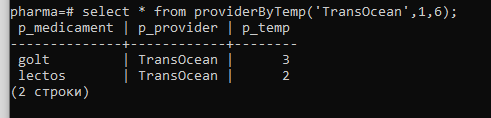 pharma=# select * from providerByTemp('TransOcean',1,6);
 p_medicament | p_provider | p_temp
--------------+------------+--------
 golt         | TransOcean |      3
 lectos       | TransOcean |      2
(2 строки)